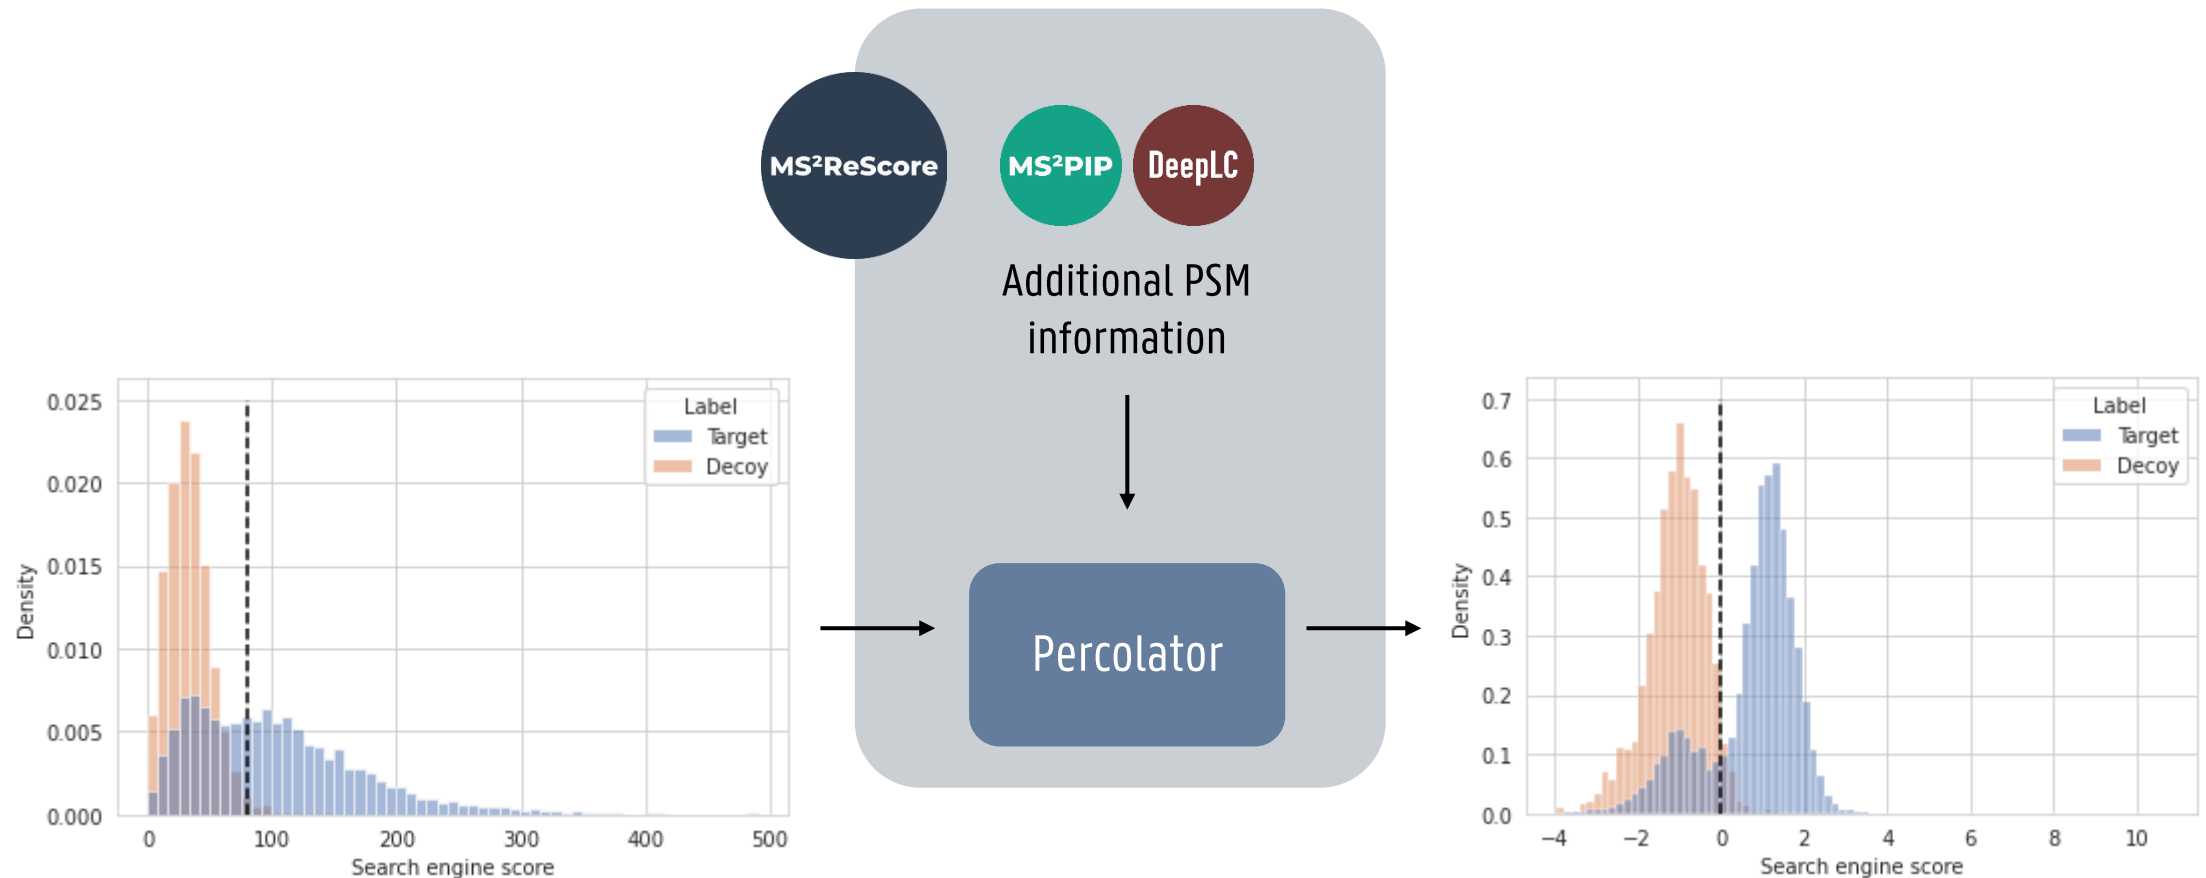 MS²ReScore
MS²PIP
DeepLC
Additional PSM
information
Percolator
0.025
0.020
0.015
0.010
0.005
0.000
Density
Label
Target
Decoy
0
100
200
300
400
500
Search engine score
0.7
0.6
0.5
0.4
0.3
0.2
0.1
0.0
Density
Label
Target
Decoy
−4
−2
0
2
4
6
8
10
Search engine score